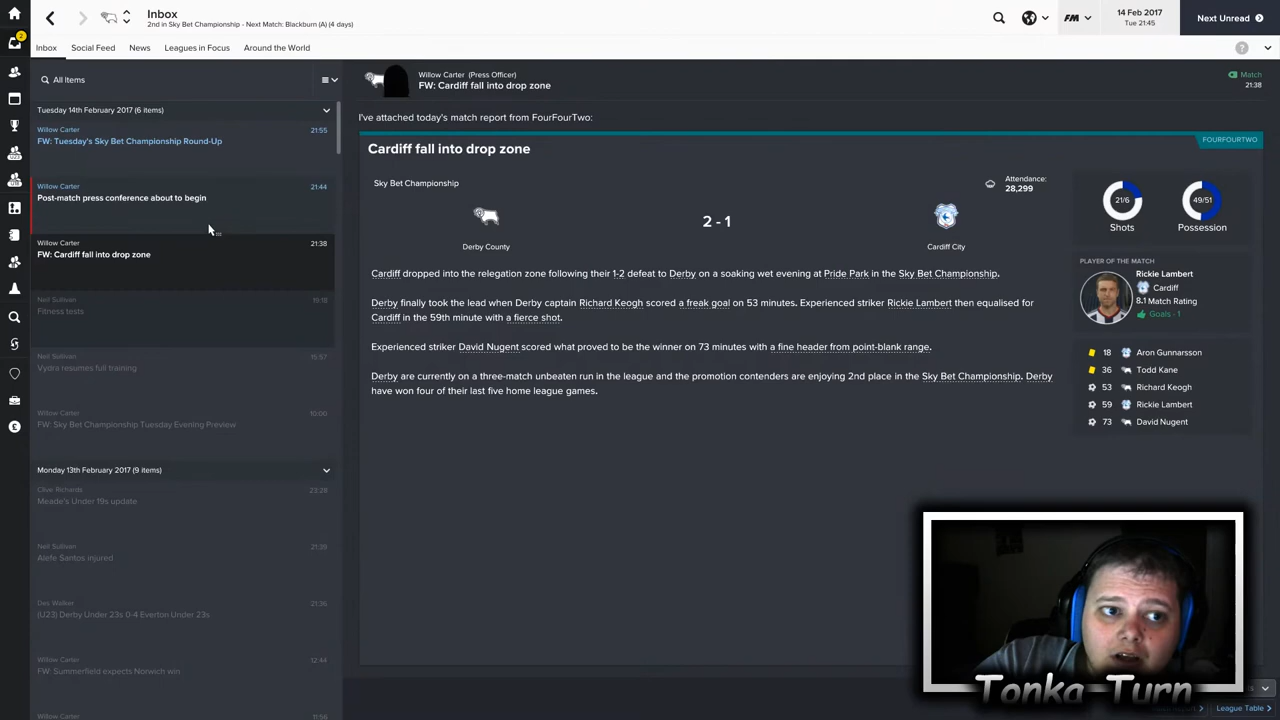 Inbox
2nd in Sky Bet Championship - Next Match: Blackburn (A) (4 days)
FM
14 Feb 2017
Tue 21:45
Next Unread
2
Inbox
Social Feed
News
Leagues in Focus
Around the World
?
All Items
Tuesday 14th February 2017 (6 items)
Willow Carter
21:55
FW: Tuesday's Sky Bet Championship Round-Up
Willow Carter
21:44
Post-match press conference about to begin
Willow Carter
21:38
FW: Cardiff fall into drop zone
Neil Sullivan
19:18
Fitness tests
Neil Sullivan
15:57
Vydra resumes full training
Willow Carter
10:00
FW: Sky Bet Championship Tuesday Evening Preview
Monday 13th February 2017 (9 items)
Clive Richards
23:28
Meade's Under 19s update
Neil Sullivan
21:39
Alefe Santos injured
Des Walker
21:36
(U23) Derby Under 23s 0-4 Everton Under 23s
Willow Carter
12:44
FW: Summerfield expects Norwich win
Willow Carter
11:56
Willow Carter (Press Officer)
FW: Cardiff fall into drop zone
Match
21:38
I've attached today's match report from FourFourTwo:
FOURFOURTWO
Cardiff fall into drop zone
Sky Bet Championship
Attendance:
28,299
2 - 1
Derby County
Cardiff City
Cardiff dropped into the relegation zone following their 1-2 defeat to Derby on a soaking wet evening at Pride Park in the Sky Bet Championship.
Derby finally took the lead when Derby captain Richard Keogh scored a freak goal on 53 minutes. Experienced striker Rickie Lambert then equalised for
Cardiff in the 59th minute with a fierce shot.
Experienced striker David Nugent scored what proved to be the winner on 73 minutes with a fine header from point-blank range.
Derby are currently on a three-match unbeaten run in the league and the promotion contenders are enjoying 2nd place in the Sky Bet Championship. Derby
have won four of their last five home league games.
21/6
Shots
49/51
Possession
PLAYER OF THE MATCH
Rickie Lambert
Cardiff
8.1 Match Rating
Goals - 1
18 Aron Gunnarsson
36 Todd Kane
53 Richard Keogh
59 Rickie Lambert
73 David Nugent
Tonka Turn
League Table